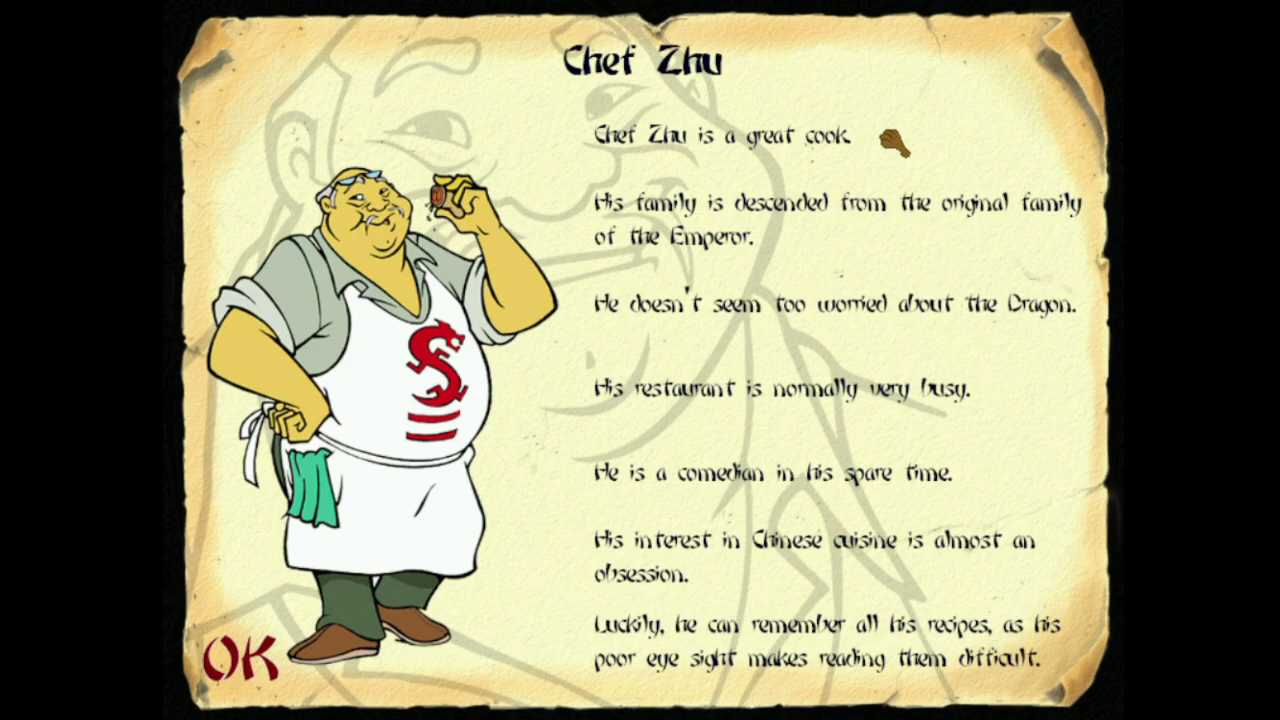 Chef Zhu
Chef Zhu is a great cook.
His family is descended from the original family
of the Emperor.
He doesn't seem too worried about the Dragon.
His restaurant is normally very busy.
He is a comedian in his spare time.
His interest in Chinese cuisine is almost an
obsession.
Luckily, he can remember all his recipes, as his
poor eye sight makes reading them difficult.
OK